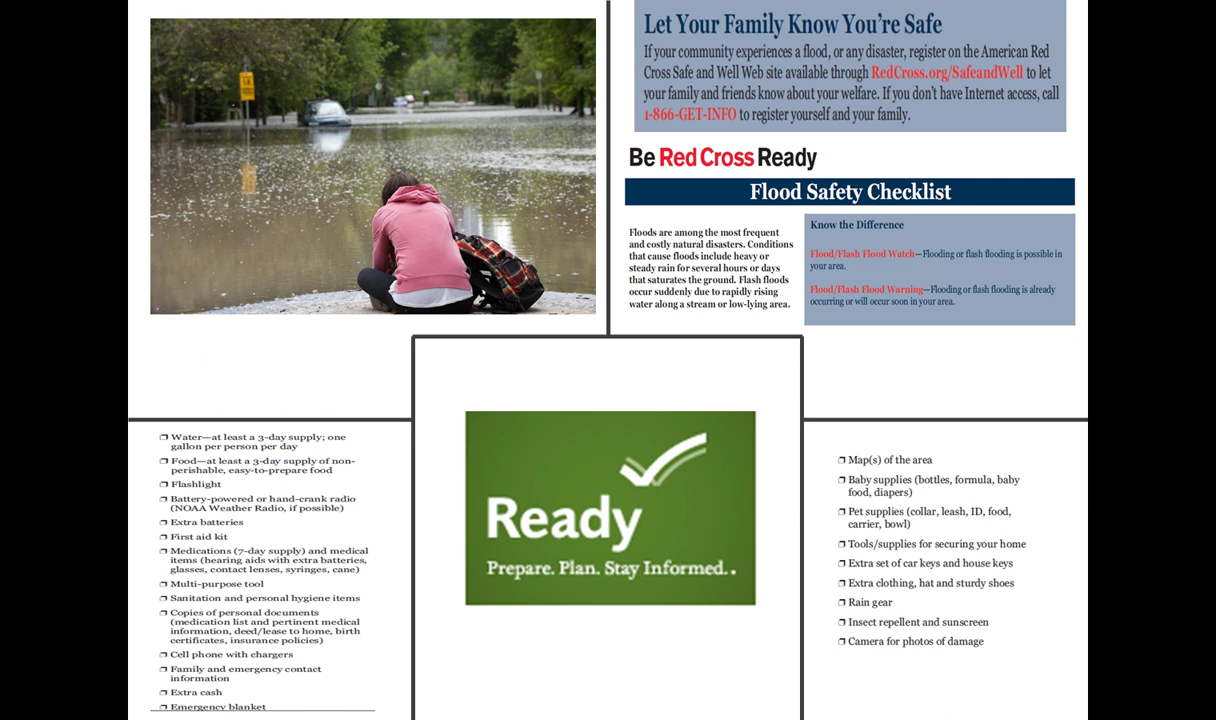 Let Your Family Know You're Safe
If your community experiences a flood, or any disaster, register on the American Red
Cross Safe and Well Web site available through RedCross.org/SafeandWell to let
your family and friends know about your welfare. If you don't have Internet access, call
1-866-GET-INFO to register yourself and your family.
Be Red Cross Ready
Flood Safety Checklist
Floods are among the most frequent
and costly natural disasters. Conditions
that cause floods include heavy or
steady rain for several hours or days
that saturates the ground. Flash floods
occur suddenly due to rapidly rising
water along a stream or low-lying area.
Know the Difference
Flood/Flash Flood Watch—Flooding or flash flooding is possible in
your area.
Flood/Flash Flood Warning—Flooding or flash flooding is already
occurring or will occur soon in your area.
❒ Water—at least a 3-day supply; one
gallon per person per day
❒ Food—at least a 3-day supply of non-
perishable, easy-to-prepare food
❒ Flashlight
❒ Battery-powered or hand-crank radio
(NOAA Weather Radio, if possible)
❒ Extra batteries
❒ First aid kit
❒ Medications (7-day supply) and medical
items (hearing aids with extra batteries,
glasses, contact lenses, syringes, cane)
❒ Multi-purpose tool
❒ Sanitation and personal hygiene items
❒ Copies of personal documents
(medication list and pertinent medical
information, deed/lease to home, birth
certificates, insurance policies)
❒ Cell phone with chargers
❒ Family and emergency contact
information
❒ Extra cash
❒ Emergency blanket
Ready
Prepare. Plan. Stay Informed..
❒ Map(s) of the area
❒ Baby supplies (bottles, formula, baby
food, diapers)
❒ Pet supplies (collar, leash, ID, food,
carrier, bowl)
❒ Tools/supplies for securing your home
❒ Extra set of car keys and house keys
❒ Extra clothing, hat and sturdy shoes
❒ Rain gear
❒ Insect repellent and sunscreen
❒ Camera for photos of damage